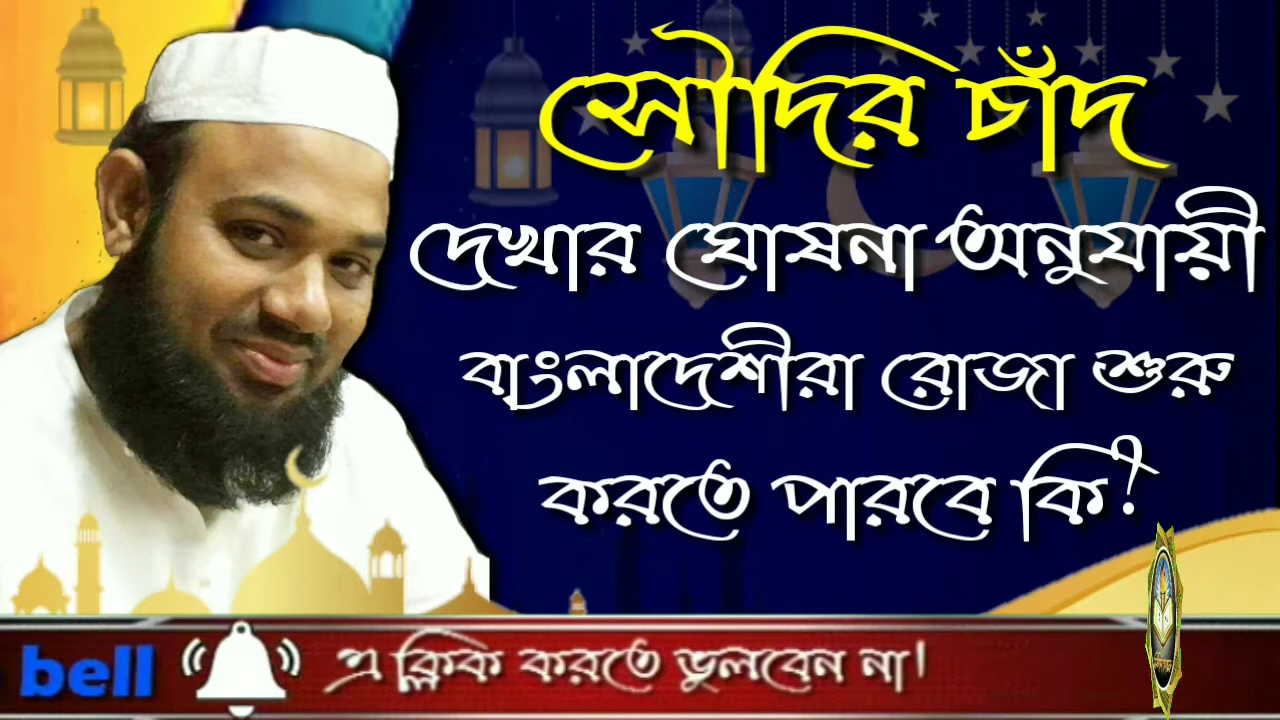 সৌদির চাঁদ
দেখার ঘোষনা অনুযায়ী
বাংলাদেশীরা রোজা শুরু
করতে পারবে কি?
bell এ ক্লিক করতে ভুলবেন না!